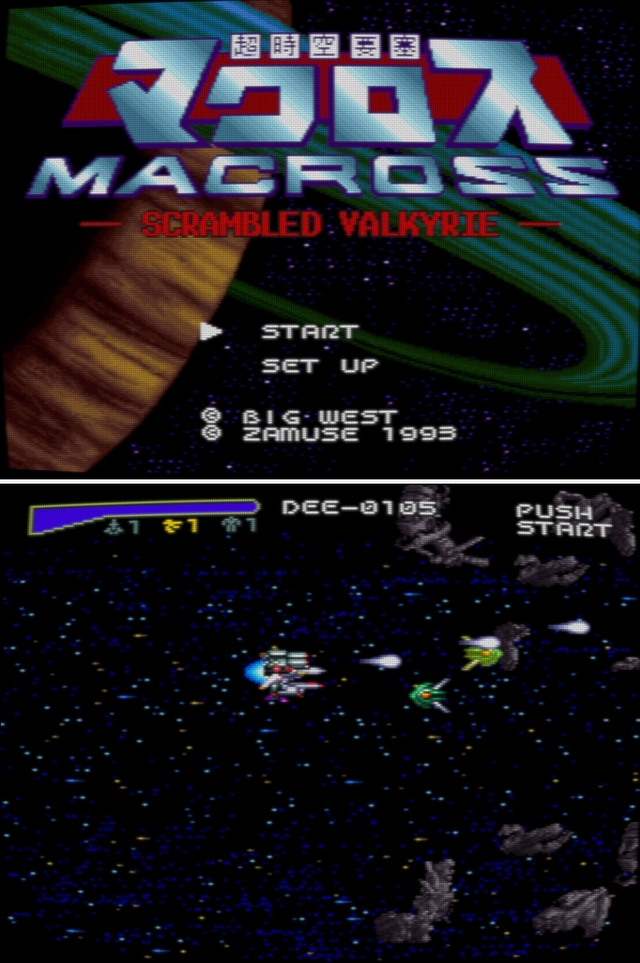 超時空要塞
マクロス
MACROSS
SCRAMBLED VALKYRIE
START
SET UP
© BIG WEST
© ZAMUSE 1993
1 1 1
DEE-0105
PUSH
START